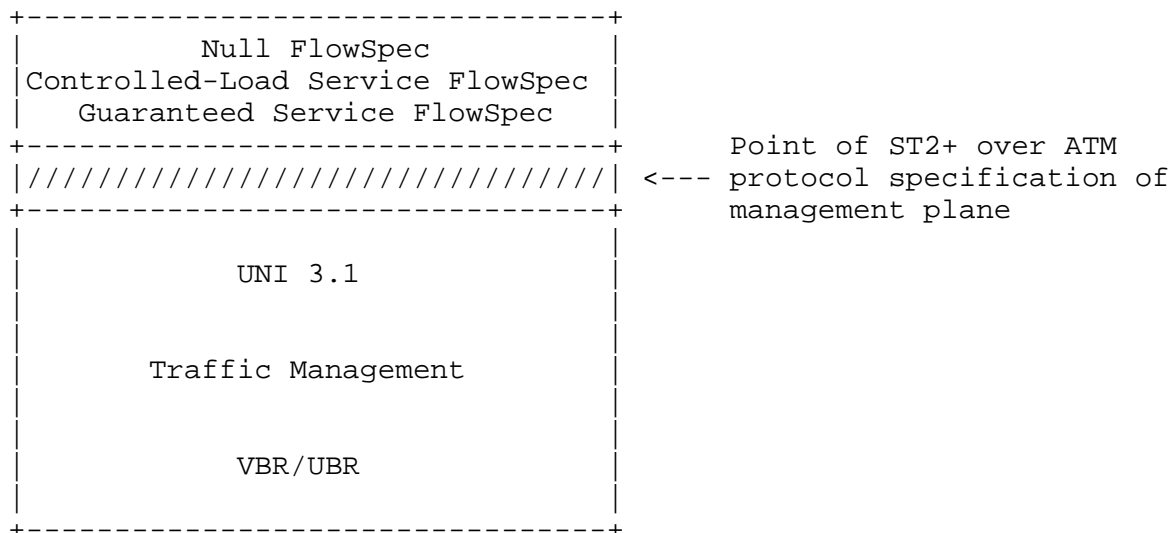 +---------------------------------+
|          Null FlowSpec          |
|Controlled-Load Service FlowSpec |
|   Guaranteed Service FlowSpec   |
+---------------------------------+      Point of ST2+ over ATM
|/////////////////////////////////| <--- protocol specification of
+---------------------------------+      management plane
|                                 |
|            UNI 3.1              |
|                                 |
|                                 |
|       Traffic Management        |
|                                 |
|                                 |
|            VBR/UBR              |
|                                 |
+---------------------------------+